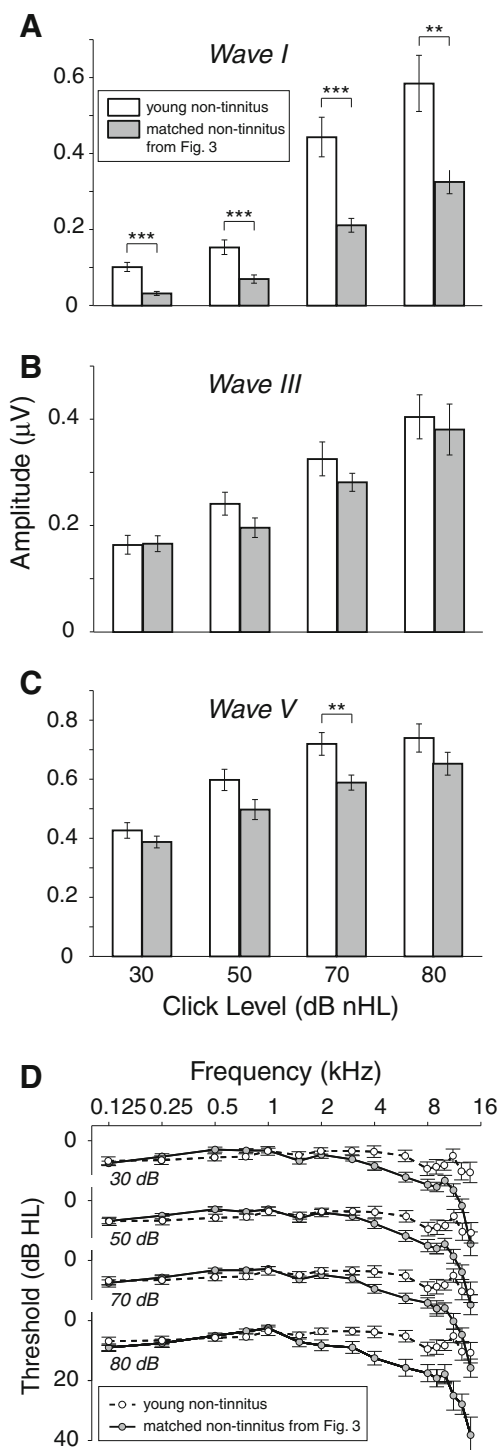 A
Wave I
**
0.6
***
young non-tinnitus
matched non-tinnitus
from Fig. 3
0.4
***
***
0.2
0
B
Wave III
0.4
0.2
0
Amplitude (μV)
C
Wave V
**
0.8
0.6
0.4
0.2
0
30 50 70 80
Click Level (dB nHL)
D
Frequency (kHz)
0.125 0.25 0.5 1 2 4 8 16
0
30 dB
0
50 dB
0
70 dB
0
80 dB
20
40
Threshold (dB HL)
young non-tinnitus
matched non-tinnitus from Fig. 3